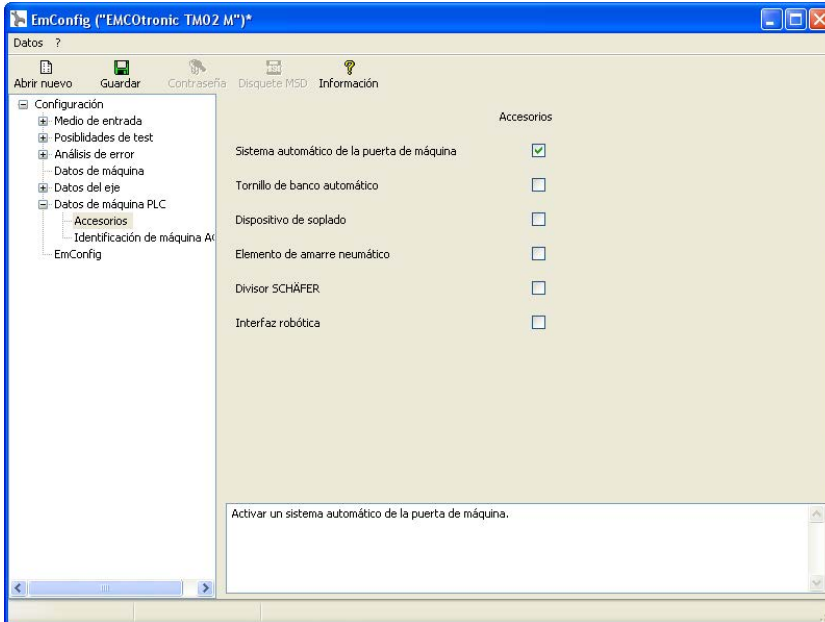 EmConfig ("EMCOtronic TM02 M")*
Datos ?
Abrir nuevo Guardar Contraseña Disquete MSD Información
Configuración
Medio de entrada
Posiblidades de test
Análisis de error
Datos de máquina
Datos del eje
Datos de máquina PLC
Accesorios
Identificación de máquina
EmConfig
Accesorios
Sistema automático de la puerta de máquina
Tornillo de banco automático
Dispositivo de soplado
Elemento de amarre neumático
Divisor SCHÄFER
Interfaz robótica
Activar un sistema automático de la puerta de máquina.